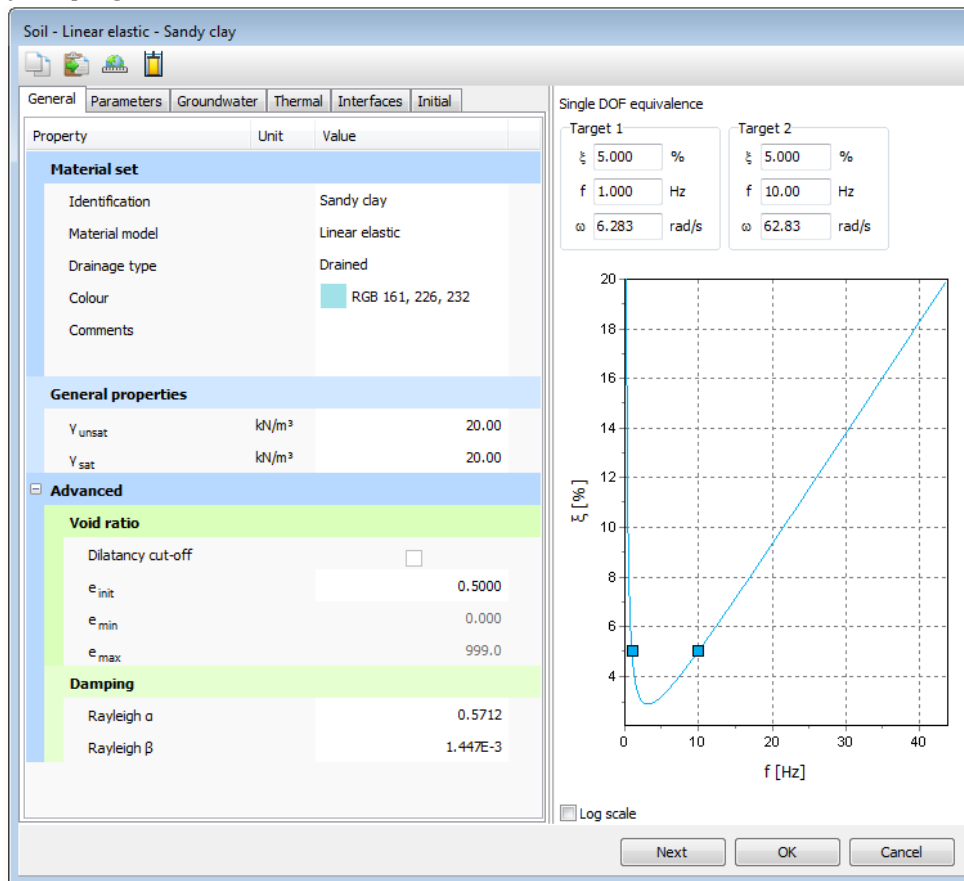 Soil - Linear elastic - Sandy clay
General Parameters Groundwater Thermal Interfaces Initial
Property Unit Value
Material set
Identification Sandy clay
Material model Linear elastic
Drainage type Drained
Colour RGB 161, 226, 232
Comments
General properties
γ unsat kN/m³ 20.00
γ sat kN/m³ 20.00
Advanced
Void ratio
Dilatancy cut-off
e init 0.5000
e min 0.000
e max 999.0
Damping
Rayleigh α 0.5712
Rayleigh β 1.447E-3
Single DOF equivalence
Target 1 Target 2
ξ 5.000 % ξ 5.000 %
f 1.000 Hz f 10.00 Hz
ω 6.283 rad/s ω 62.83 rad/s
20
18
16
14
12
10
8
6
4
ξ [%]
0 10 20 30 40
f [Hz]
Log scale
Next OK Cancel